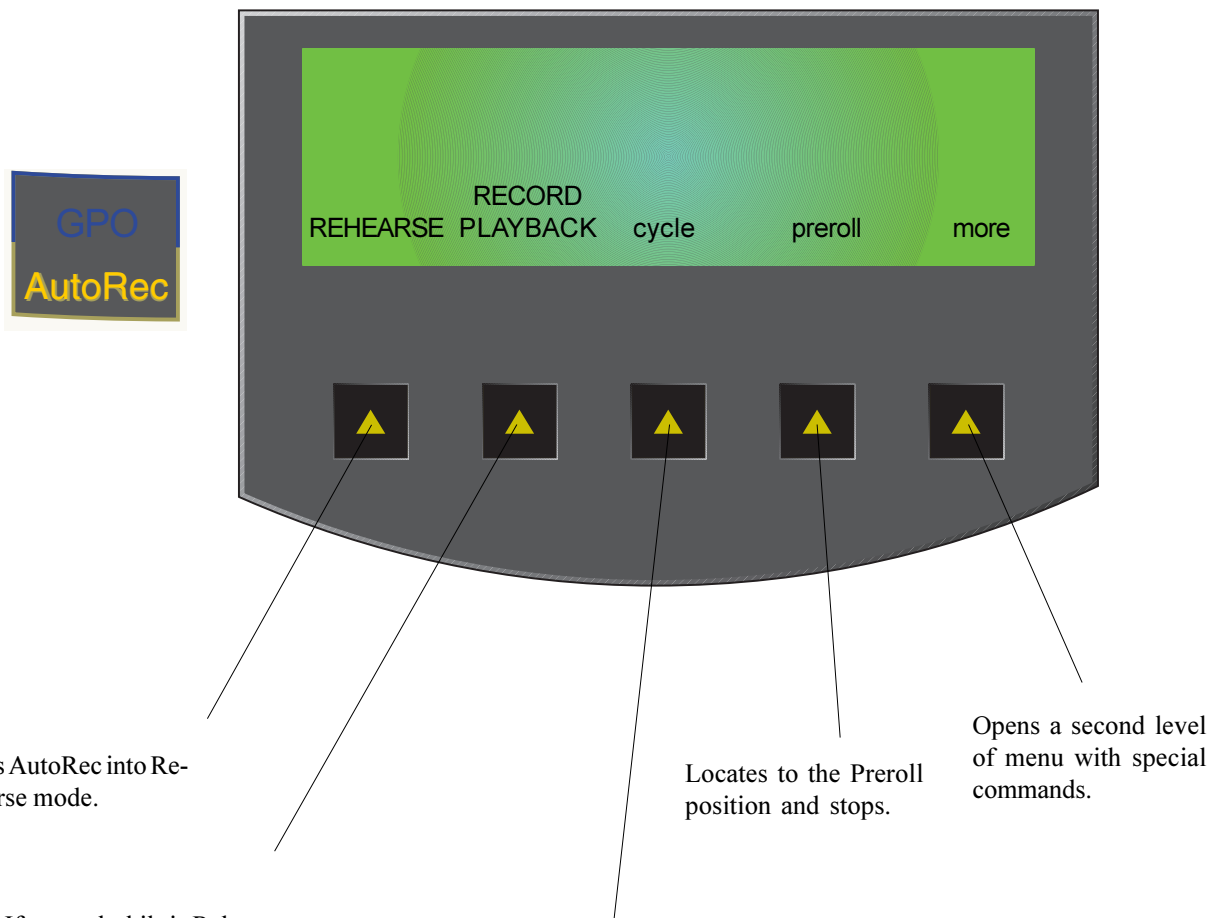 GPO
AutoRec
RECORD
REHEARSE PLAYBACK cycle preroll more
AutoRec into Re-
mode.
Locates to the Preroll
position and stops.
Opens a second level
of menu with special
commands.